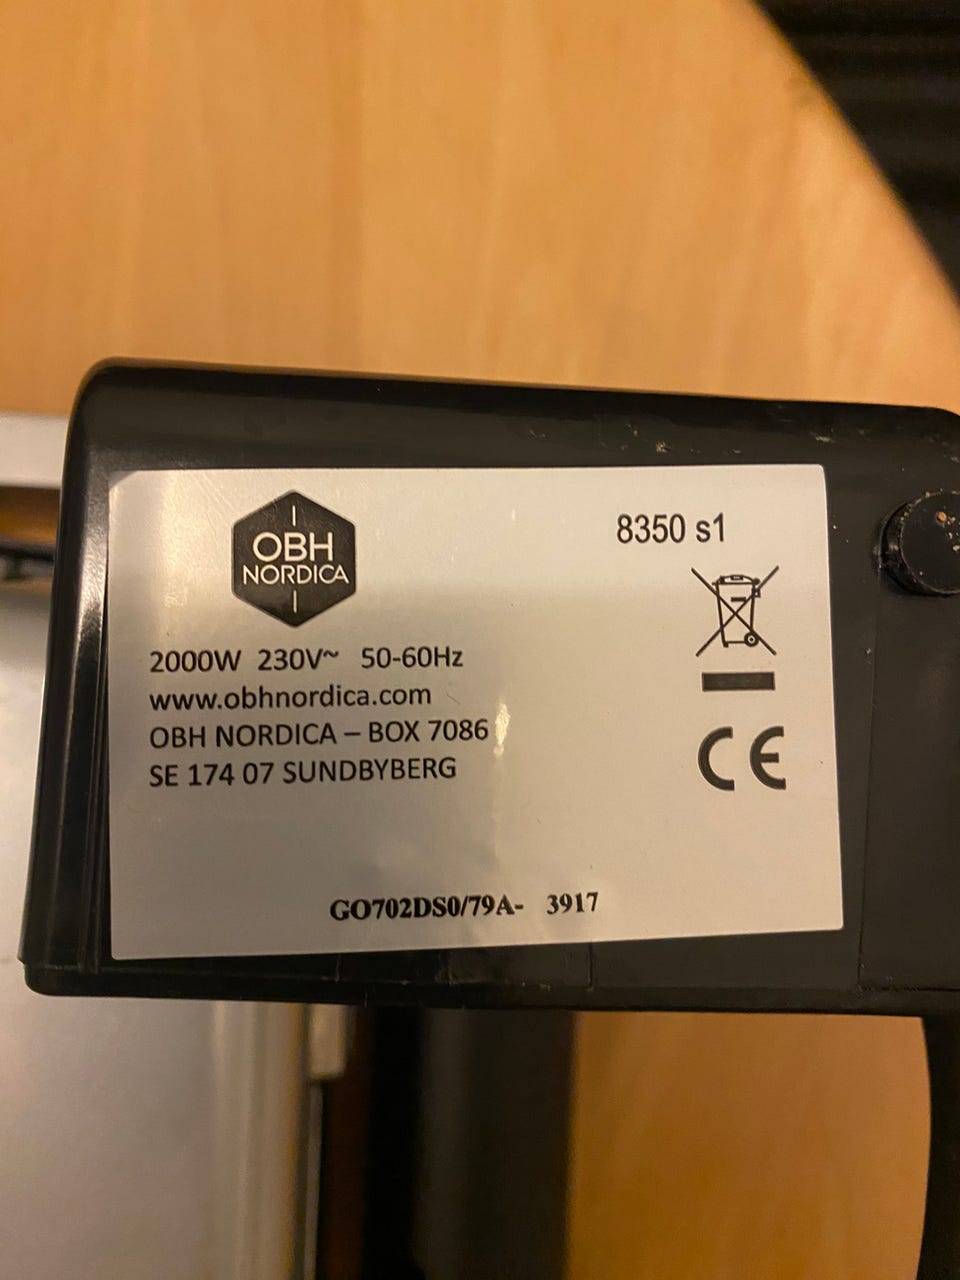 OBH
NORDICA
8350 s1
2000W 230V~ 50-60Hz
www.obhnordica.com
OBH NORDICA – BOX 7086
SE 174 07 SUNDBYBERG
CE
GO702DS0/79A- 3917